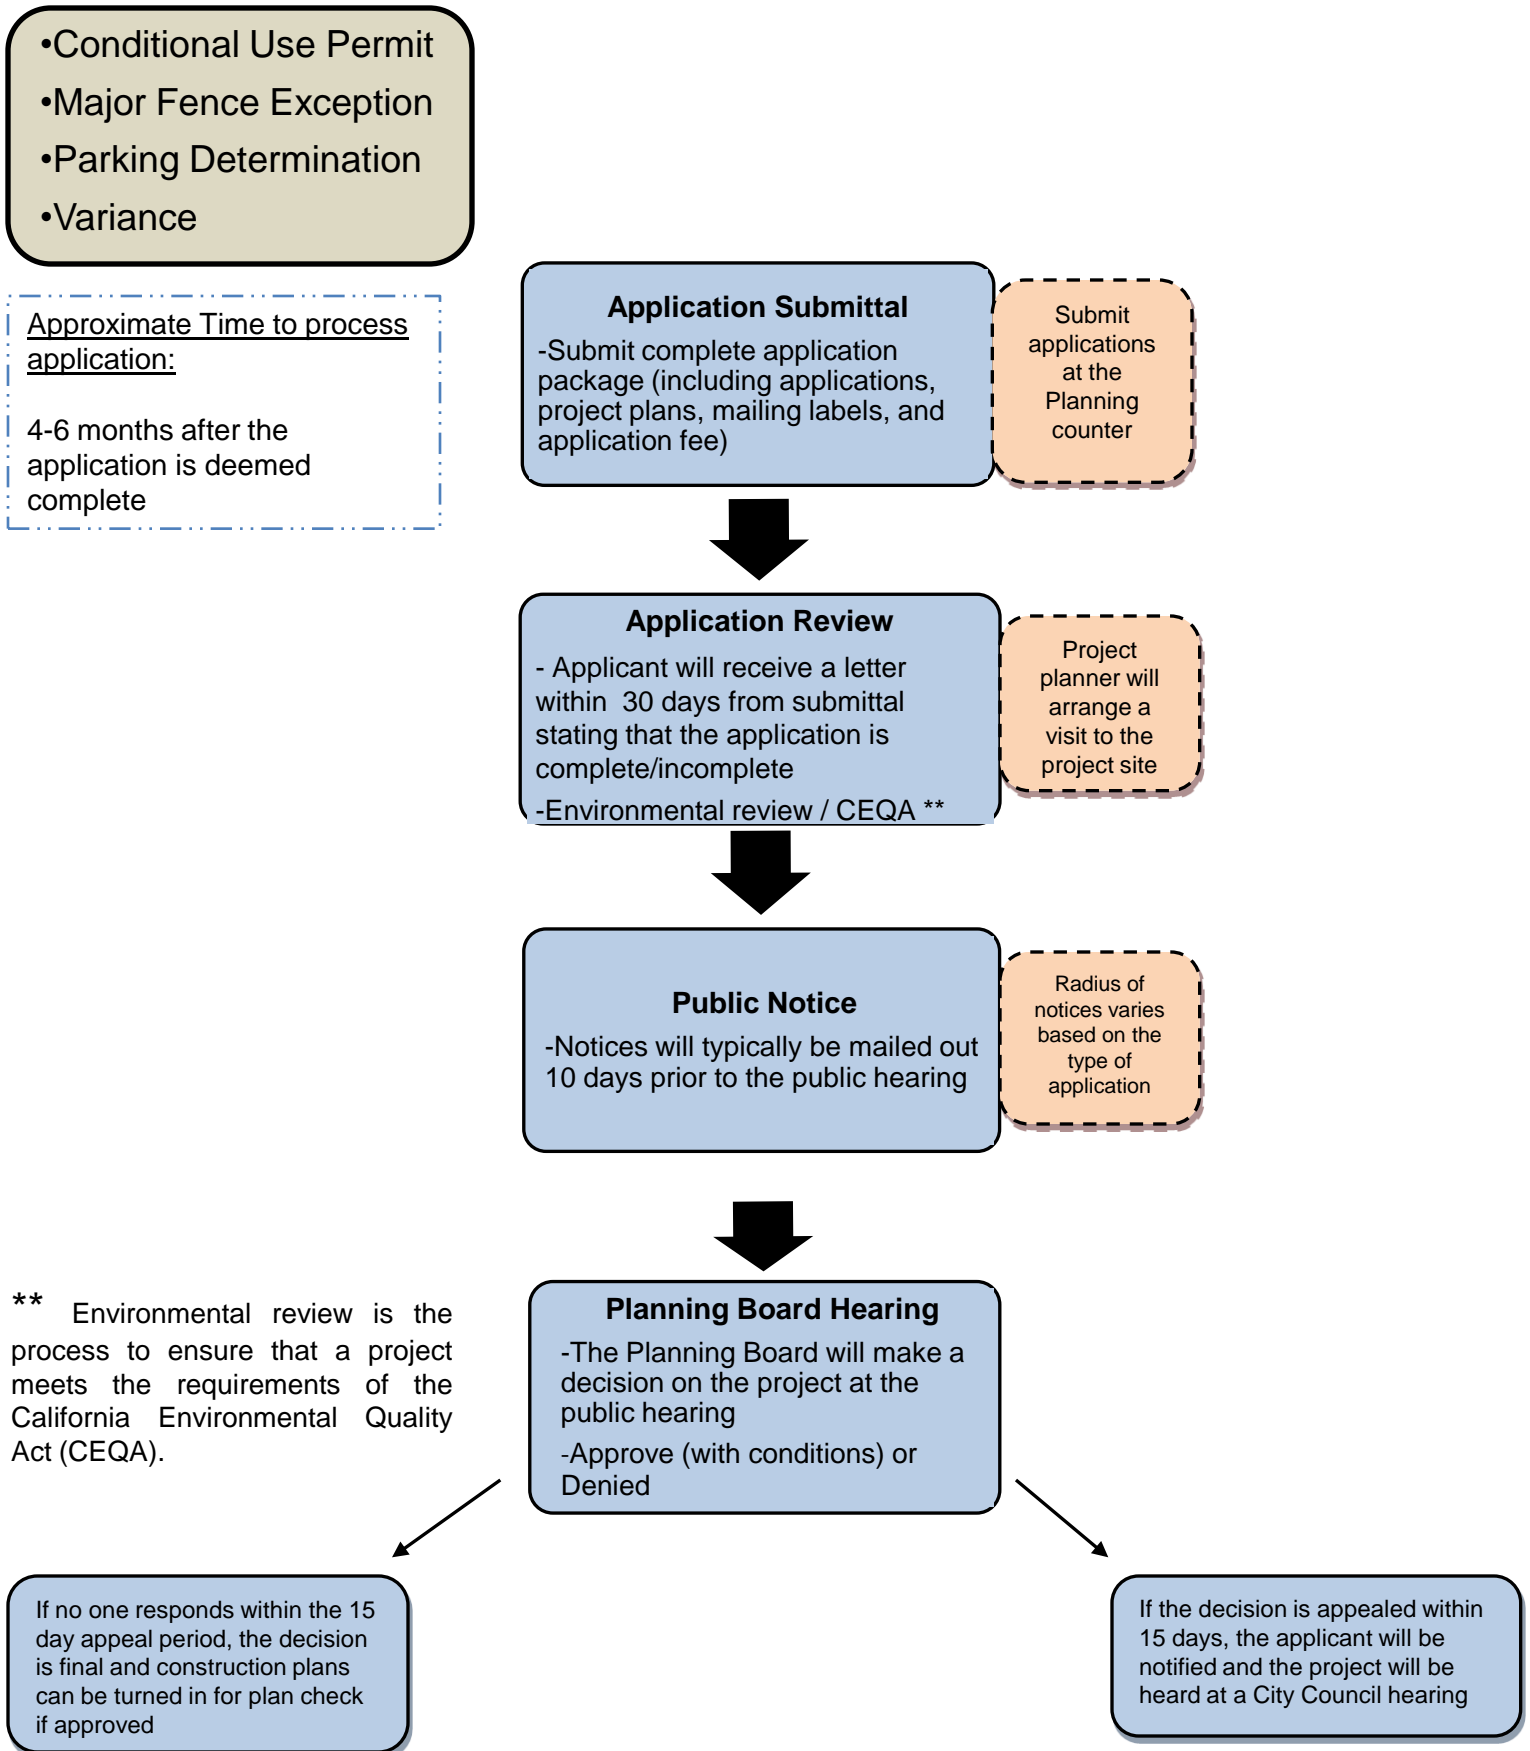 •Conditional Use Permit
•Major Fence Exception
•Parking Determination
•Variance
Approximate Time to process
application:
4-6 months after the
application is deemed
complete
Application Submittal
-Submit complete application
package (including applications,
project plans, mailing labels, and
application fee)
Submit
applications
at the
Planning
counter
Application Review
- Applicant will receive a letter
within  30 days from submittal
stating that the application is
complete/incomplete
-Environmental review / CEQA **
Project
planner will
arrange a
visit to the
project site
Public Notice
-Notices will typically be mailed out
10 days prior to the public hearing
Radius of
notices varies
based on the
type of
application
Planning Board Hearing
-The Planning Board will make a
decision on the project at the
public hearing
-Approve (with conditions) or
Denied
** Environmental review is the
process to ensure that a project
meets the requirements of the
California Environmental Quality
Act (CEQA).
If no one responds within the 15
day appeal period, the decision
is final and construction plans
can be turned in for plan check
if approved
If the decision is appealed within
15 days, the applicant will be
notified and the project will be
heard at a City Council hearing